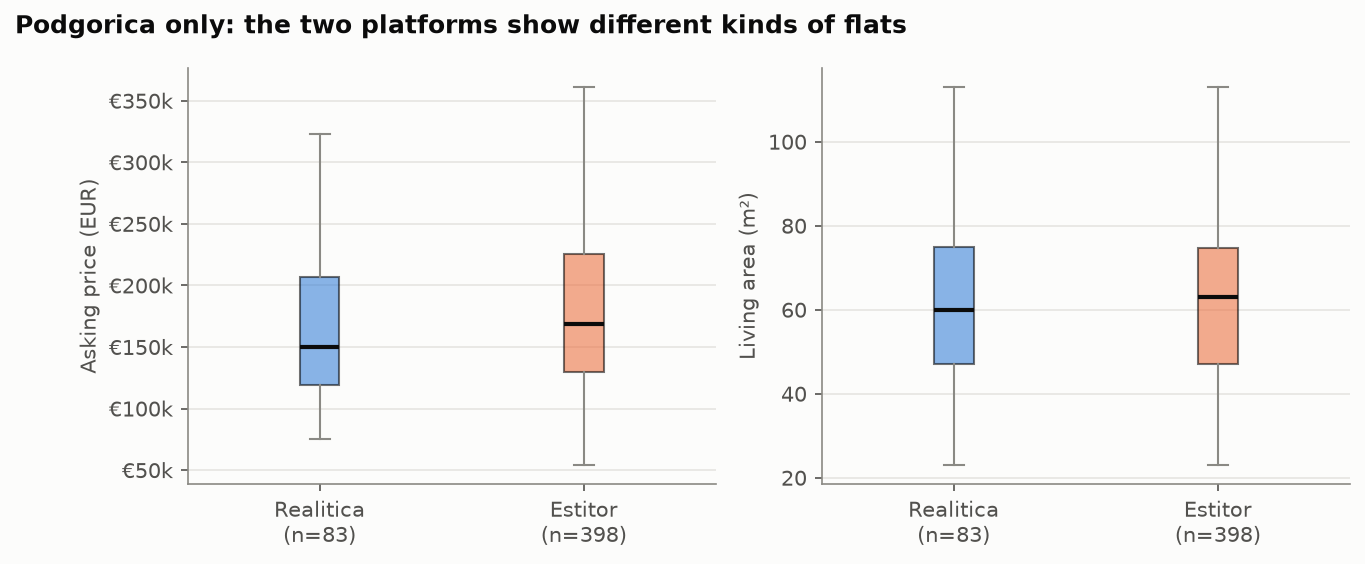 Podgorica only: the two platforms show different kinds of flats
Asking price (EUR)
€350k
€300k
€250k
€200k
€150k
€100k
€50k
Realitica
(n=83)
Estitor
(n=398)
Living area (m²)
100
80
60
40
20
Realitica
(n=83)
Estitor
(n=398)